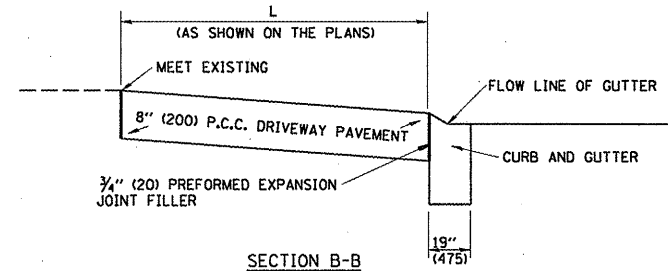 L
(AS SHOWN ON THE PLANS)
MEET EXISTING
FLOW LINE OF GUTTER
8" (200) P.C.C. DRIVEWAY PAVEMENT
CURB AND GUTTER
3/4" (20) PREFORMED EXPANSION
JOINT FILLER
19"
(475)
SECTION B-B